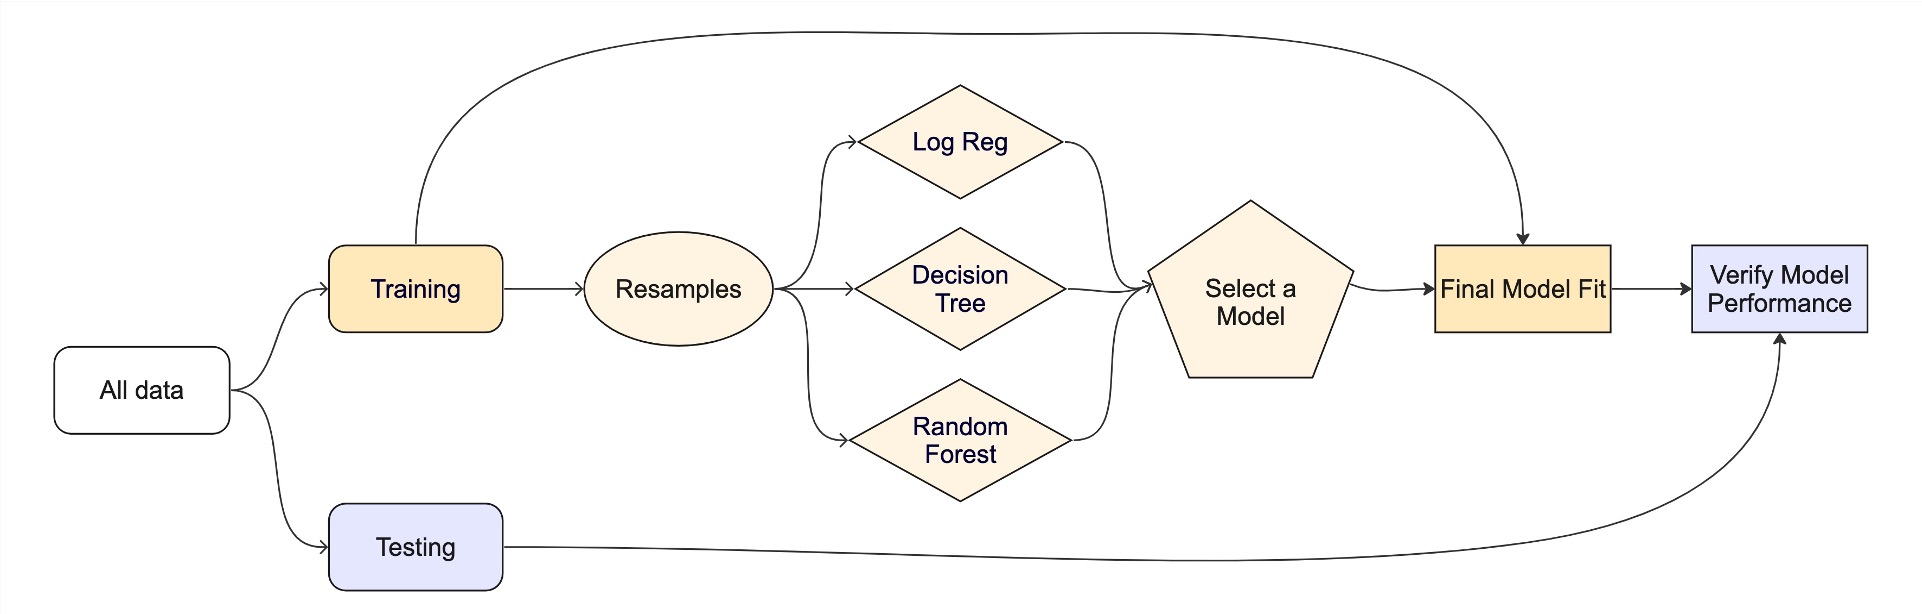 All data
Training
Testing
Resamples
Log Reg
Decision
Tree
Random
Forest
Select a
Model
Final Model Fit
Verify Model
Performance